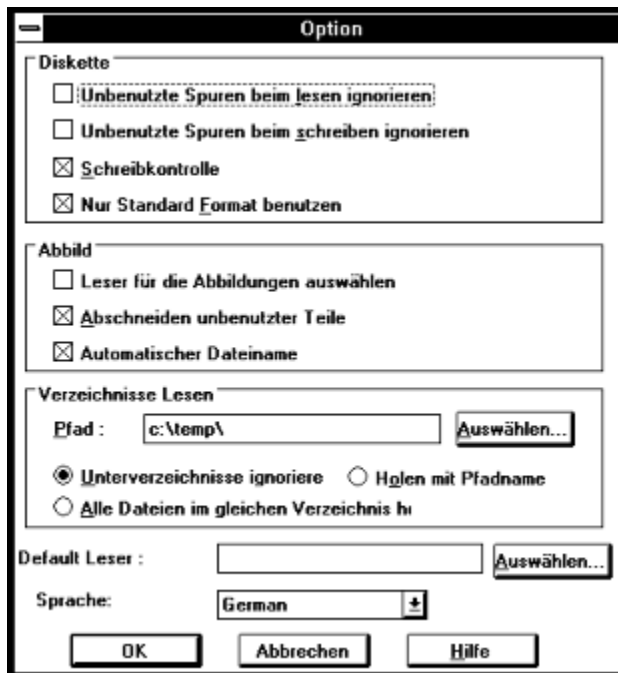 Option
Diskette
Unbenutzte Spuren beim lesen ignorieren
Unbenutzte Spuren beim schreiben ignorieren
Schreibkontrolle
Nur Standard Format benutzen
Abbild
Leser für die Abbildungen auswählen
Abschneiden unbenutzter Teile
Automatischer Dateiname
Verzeichnisse Lesen
Pfad : c:\temp\ Auswählen...
Unterverzeichnisse ignoriere Holen mit Pfadname
Alle Dateien im gleichen Verzeichnis
Default Leser : Auswählen...
Sprache: German
OK Abbrechen Hilfe